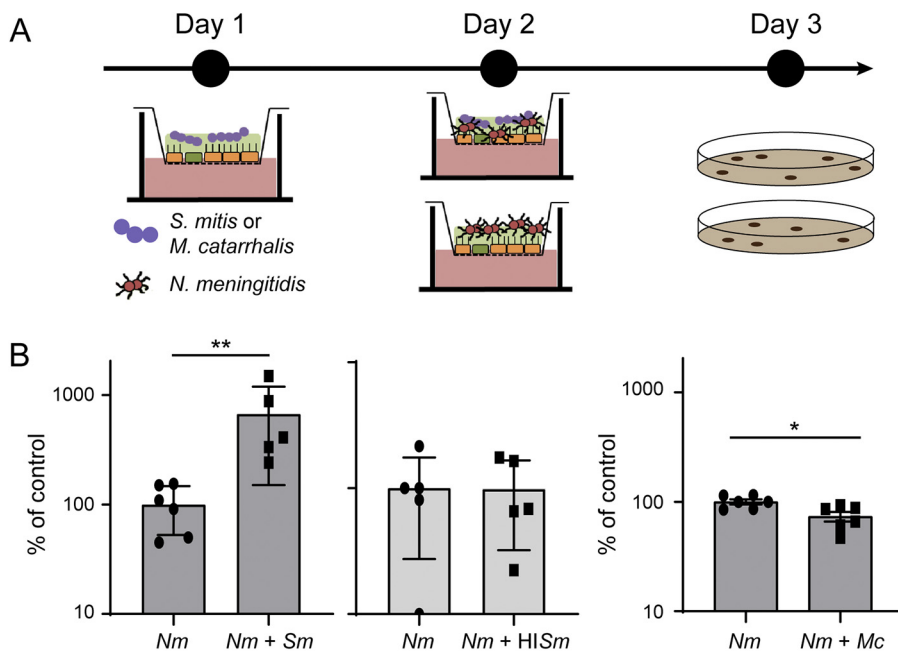 A
Day 1
Day 2
Day 3
S. mitis or
M. catarrhalis
N. meningitidis
B
% of control
1000
100
10
**
Nm
Nm + Sm
Nm
Nm + HISm
% of control
1000
100
10
*
Nm
Nm + Mc